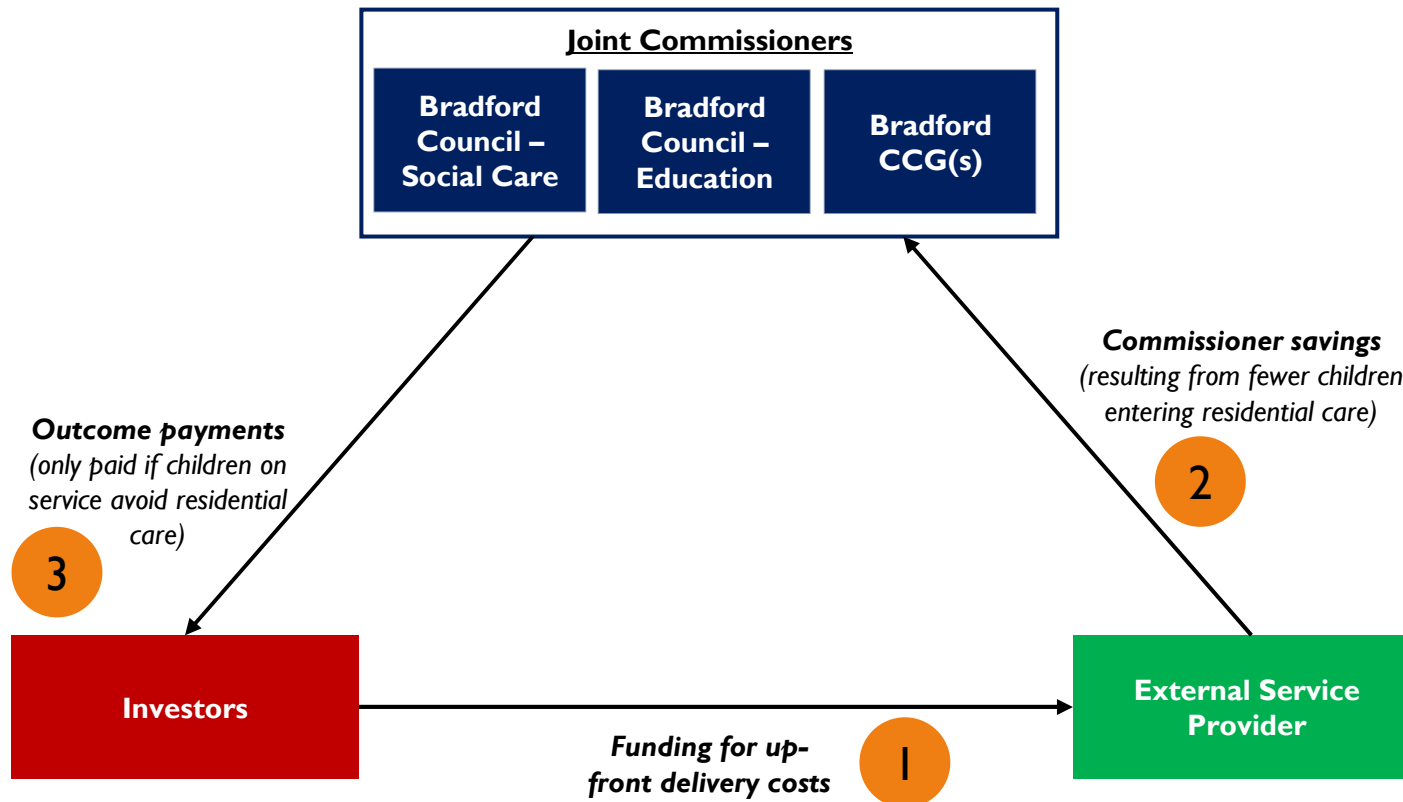 Joint Commissioners
Bradford
Council –
Social Care
Bradford
Council –
Education
Bradford
CCG(s)
Commissioner savings
(resulting from fewer children
entering residential care)
2
Outcome payments
(only paid if children on
service avoid residential
care)
3
Investors
External Service
Provider
Funding for up-
front delivery costs
1